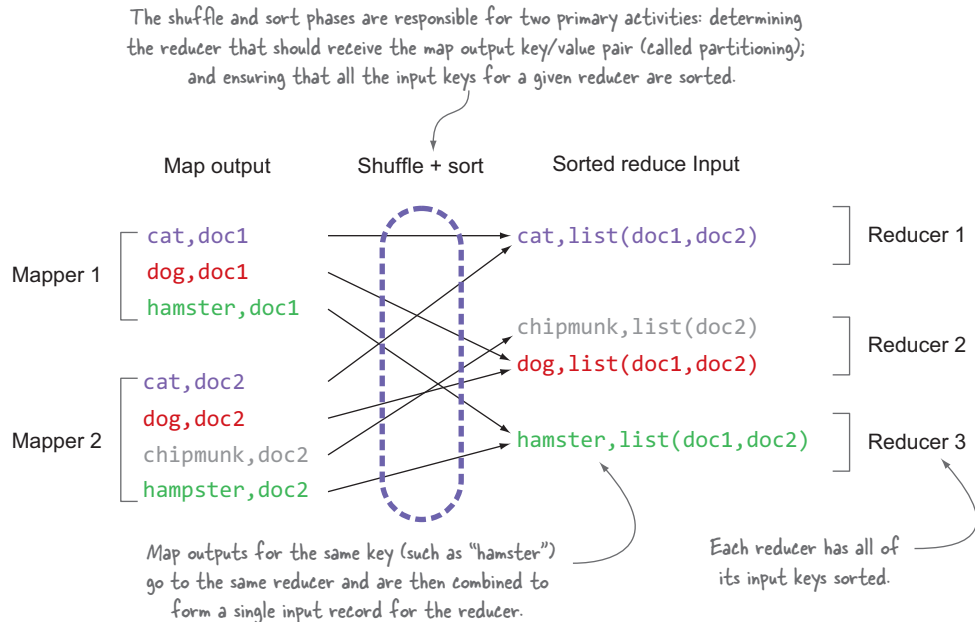 The shuffle and sort phases are responsible for two primary activities: determining
the reducer that should receive the map output key/value pair (called partitioning);
and ensuring that all the input keys for a given reducer are sorted.
Map output
Shuffle + sort
Sorted reduce Input
Mapper 1
cat,doc1
dog,doc1
hamster,doc1
Mapper 2
cat,doc2
dog,doc2
chipmunk,doc2
hampster,doc2
cat,list(doc1,doc2)
Reducer 1
chipmunk,list(doc2)
dog,list(doc1,doc2)
Reducer 2
hamster,list(doc1,doc2)
Reducer 3
Map outputs for the same key (such as “hamster”)
go to the same reducer and are then combined to
form a single input record for the reducer.
Each reducer has all of
its input keys sorted.